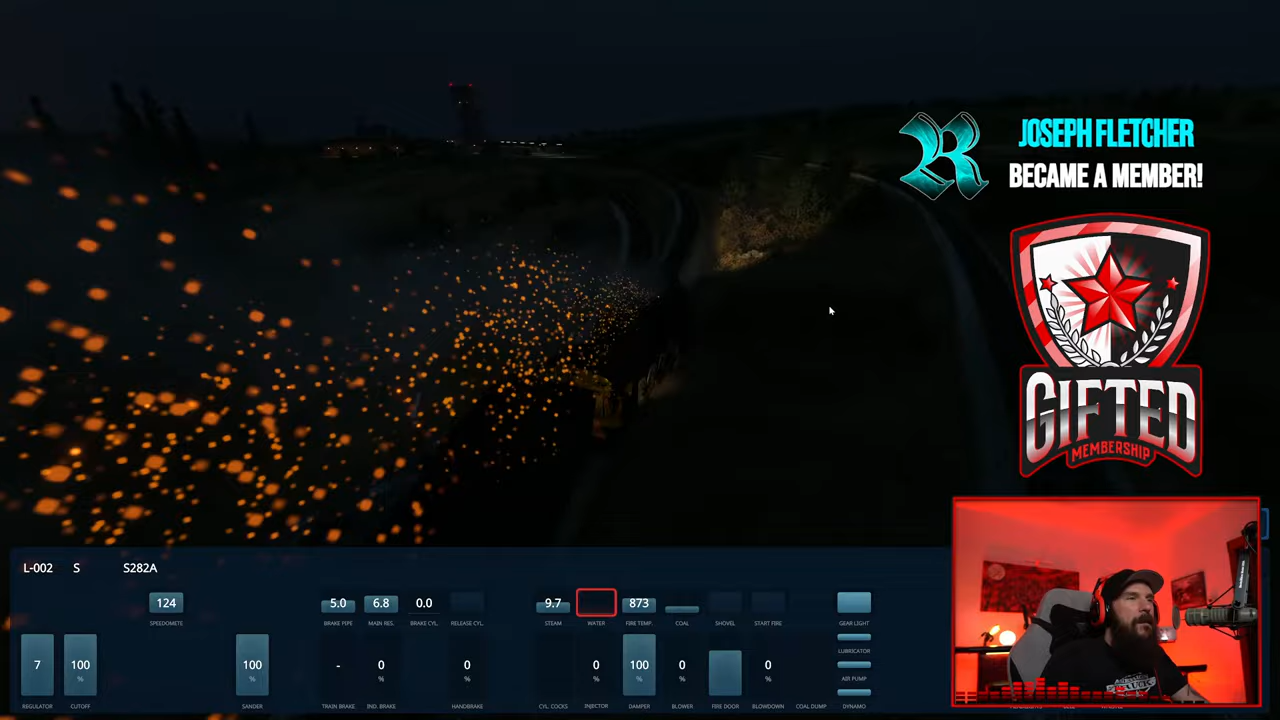 JOSEPH FLETCHER
BECAME A MEMBER!
GIFTED
MEMBERSHIP
L-002 S S282A
124
SPEEDOMETE
5.0 6.8 0.0
BRAKE PIPE MAIN RES. BRAKE CYL. RELEASE CYL.
9.7 873
STEAM WATER FIRE TEMP. COAL SHOVEL START FIRE
GEAR LIGHT
7 100 % 100 % - 0 % 0 % 0 % 100 % 0 % 0 %
LUBRICATOR
AIR PUMP
REGULATOR CUTOFF SANDER TRAIN BRAKE IND. BRAKE HANDBRAKE CYL. COCKS INJECTOR DAMPER BLOWER FIRE DOOR BLOWDOWN COAL DUMP DYNAMO